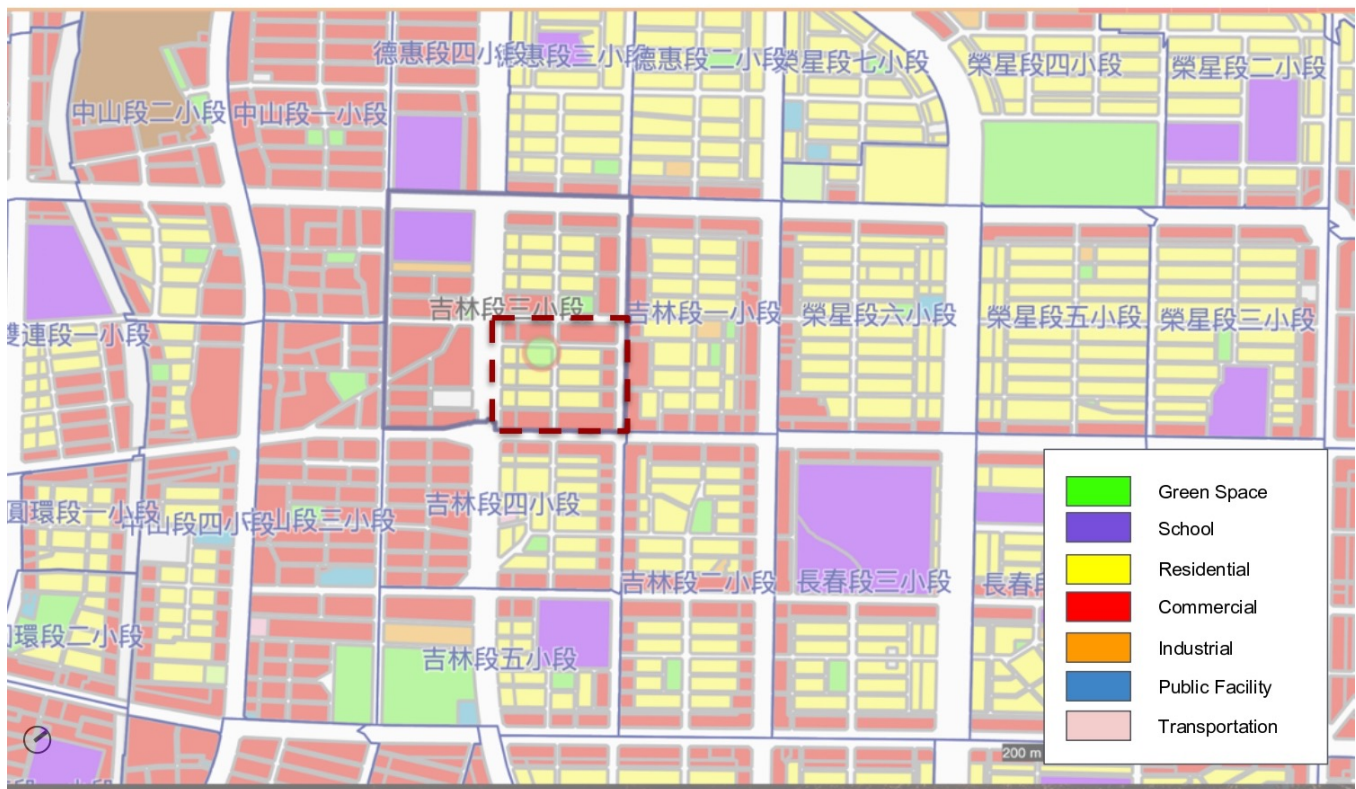 德惠段四小段
德惠段三小段
德惠段二小段
榮星段七小段
榮星段四小段
榮星段二小段
中山段二小段
中山段一小段
吉林段三小段
吉林段一小段
榮星段六小段
榮星段五小段
榮星段三小段
雙連段一小段
圓環段一小段
中山段四小段
中山段三小段
吉林段四小段
吉林段二小段
長春段三小段
長春段
圓環段二小段
吉林段五小段
Green Space
School
Residential
Commercial
Industrial
Public Facility
Transportation
200 m